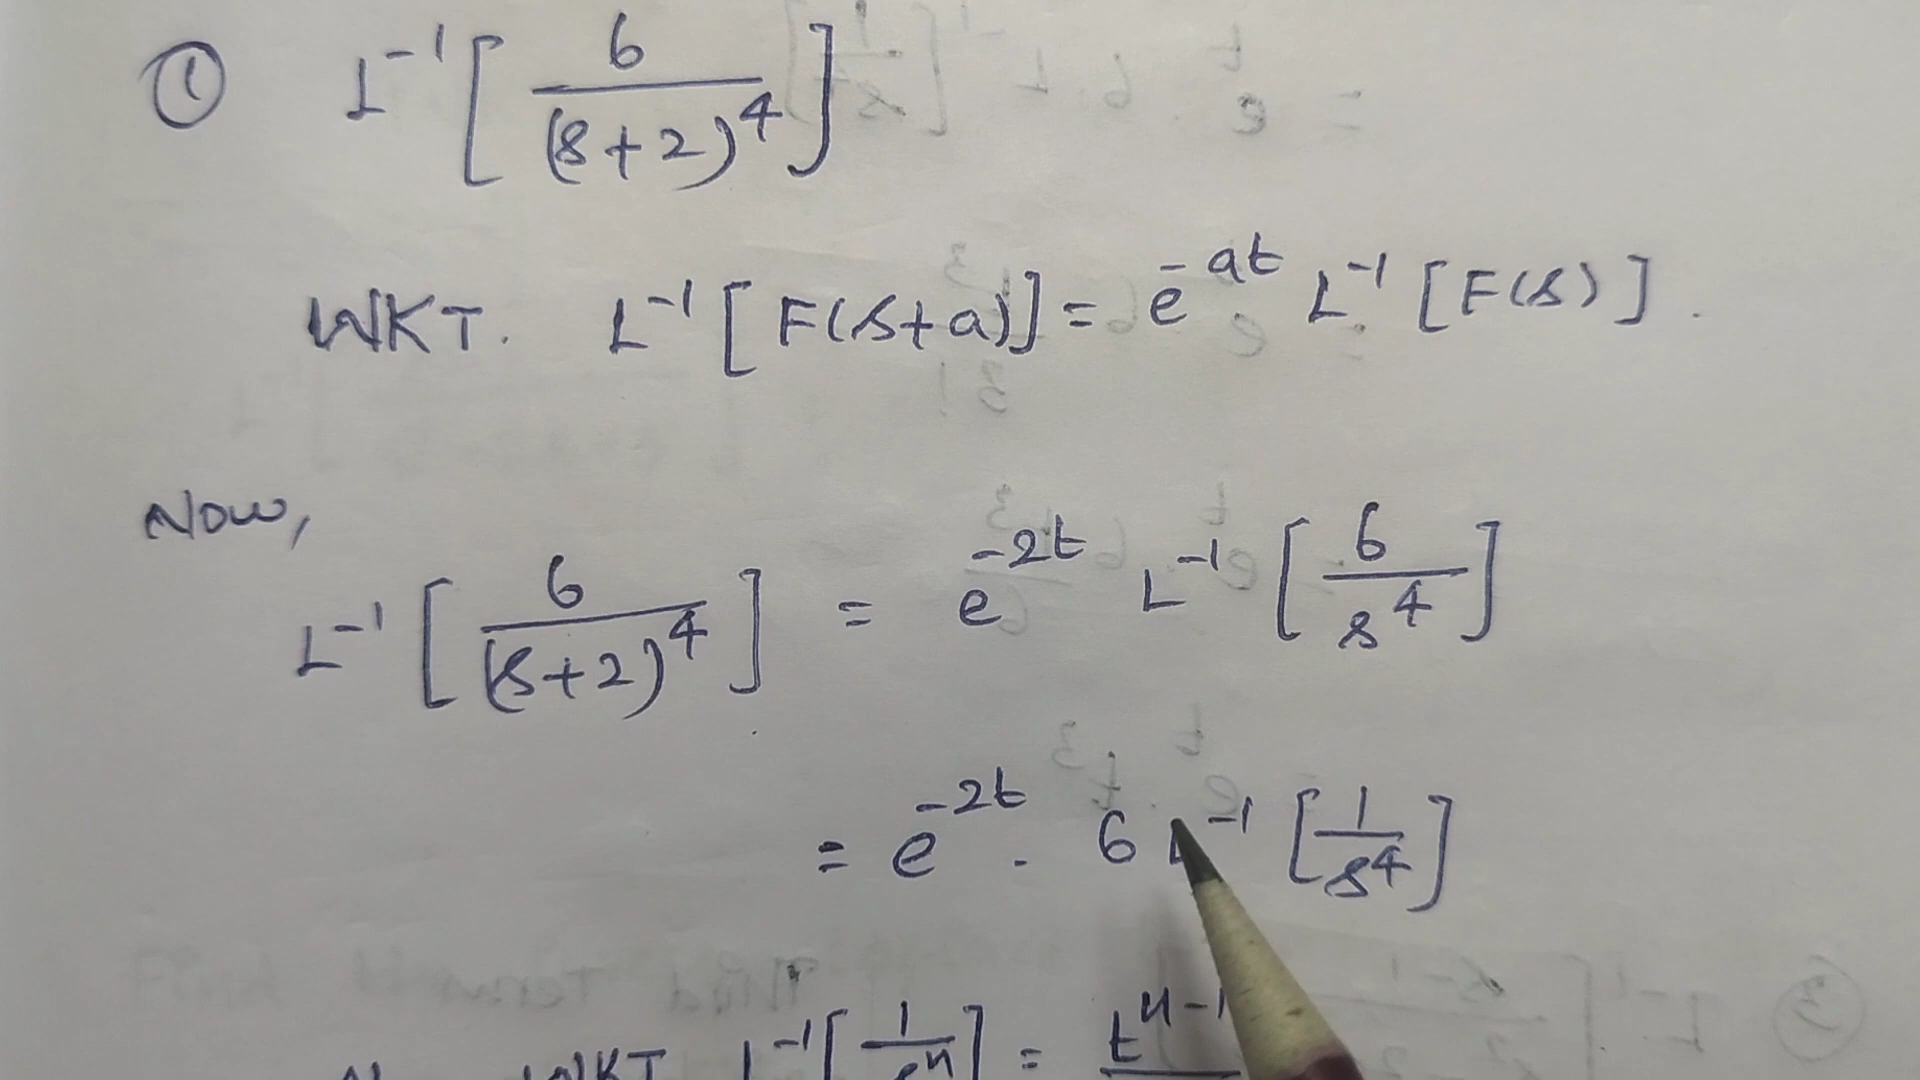 ① L⁻¹[6/(s+2)⁴]
WKT. L⁻¹[F(s+a)] = e^-at L⁻¹[F(s)].
Now,
L⁻¹[6/(s+2)⁴] = e^-2t L⁻¹[6/s⁴]
= e^-2t . 6 L⁻¹[1/s⁴]
WKT L⁻¹[1/sⁿ] = t^n-1